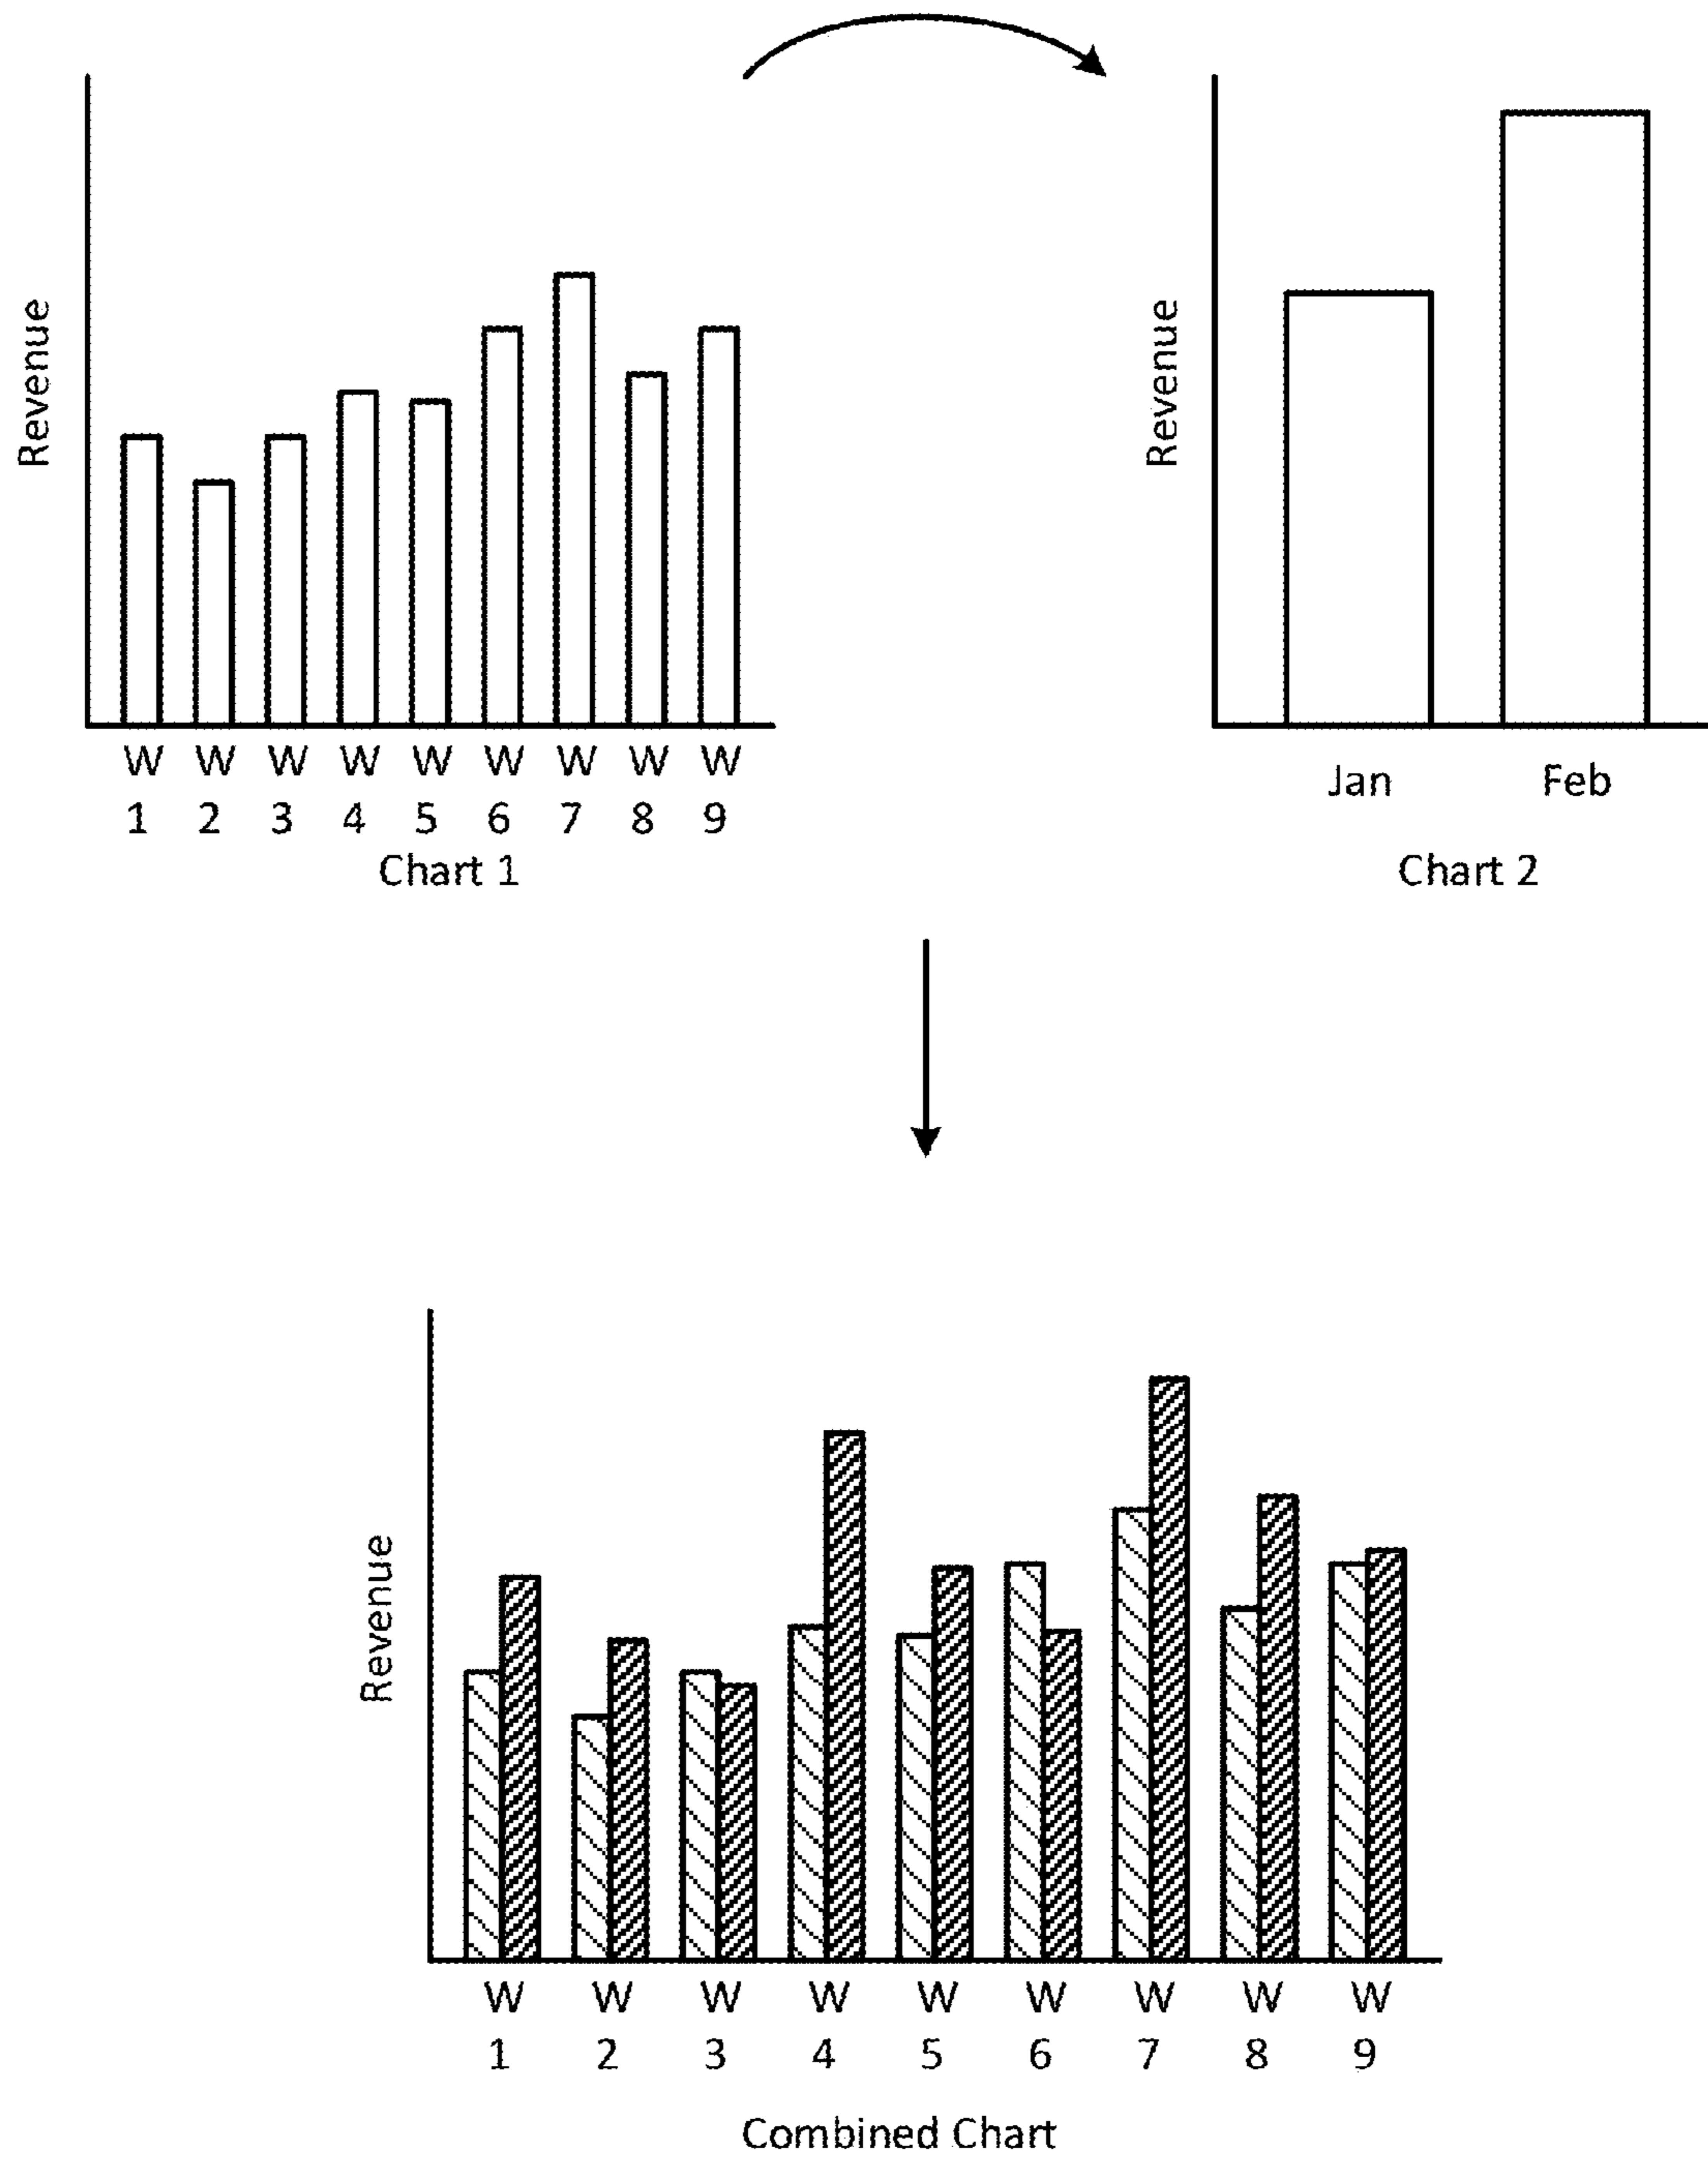 Revenue
W W W W W W W W W
1 2 3 4 5 6 7 8 9
Chart 1
Revenue
Jan Feb
Chart 2
Revenue
W W W W W W W W W
1 2 3 4 5 6 7 8 9
Combined Chart